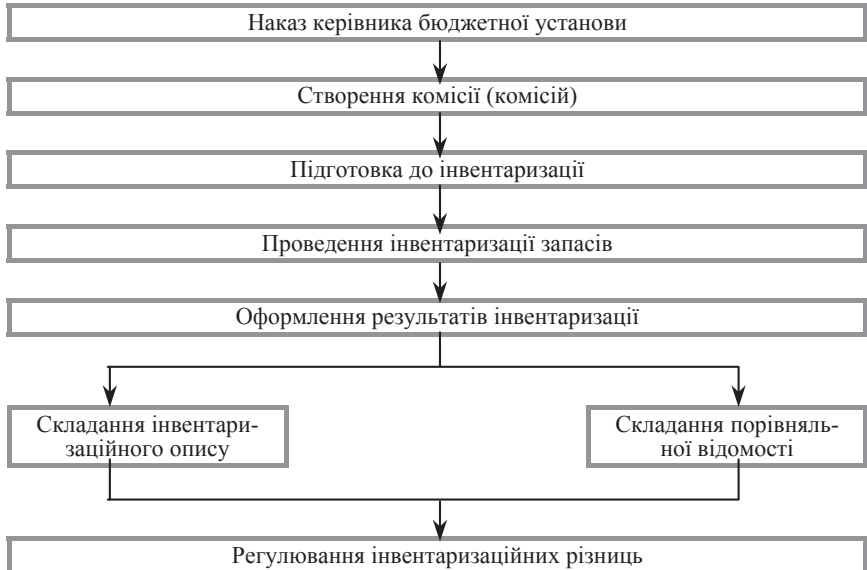 Наказ керівника бюджетної установи
Створення комісії (комісій)
Підготовка до інвентаризації
Проведення інвентаризації запасів
Оформлення результатів інвентаризації
Складання інвентари-
заційного опису
Складання порівняль-
ної відомості
Регулювання інвентаризаційних різниць